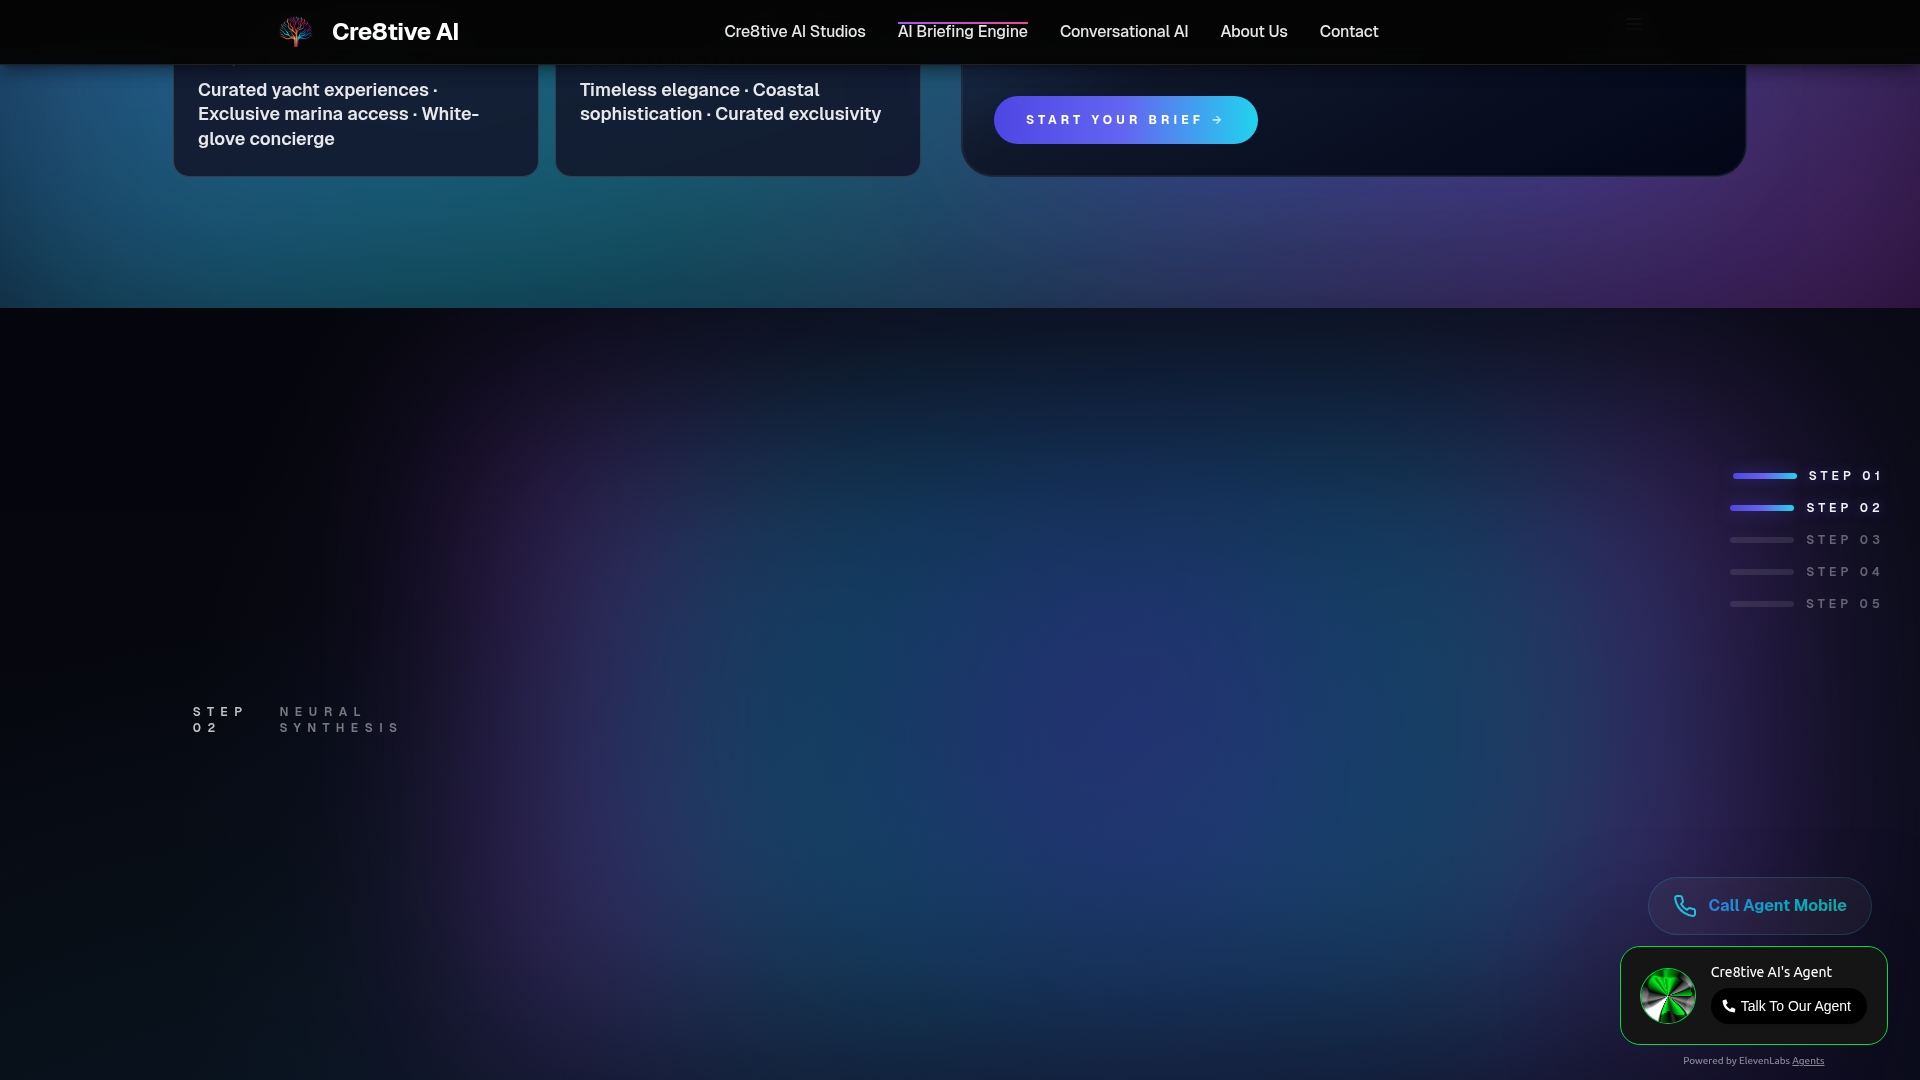 Cre8tive AI
Cre8tive AI Studios
AI Briefing Engine
Conversational AI
About Us
Contact
Curated yacht experiences ·
Exclusive marina access · White-
glove concierge
Timeless elegance · Coastal
sophistication · Curated exclusivity
START YOUR BRIEF →
STEP 01
STEP 02
STEP 03
STEP 04
STEP 05
STEP
02
NEURAL
SYNTHESIS
Call Agent Mobile
Cre8tive AI's Agent
Talk To Our Agent
Powered by ElevenLabs Agents